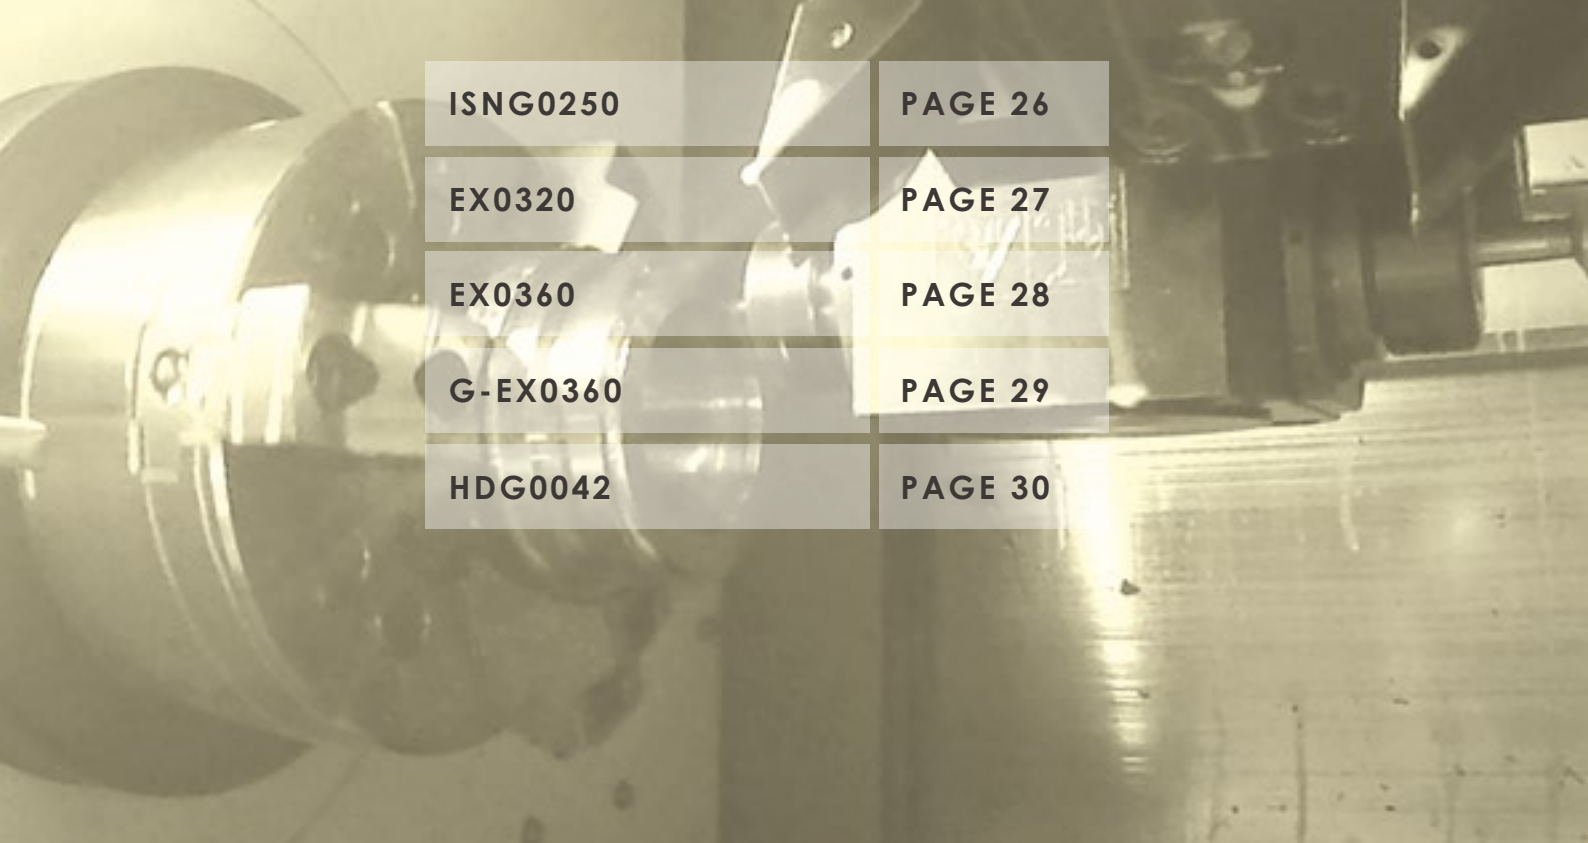 ISNG0250 PAGE 26
EX0320 PAGE 27
EX0360 PAGE 28
G-EX0360 PAGE 29
HDG0042 PAGE 30